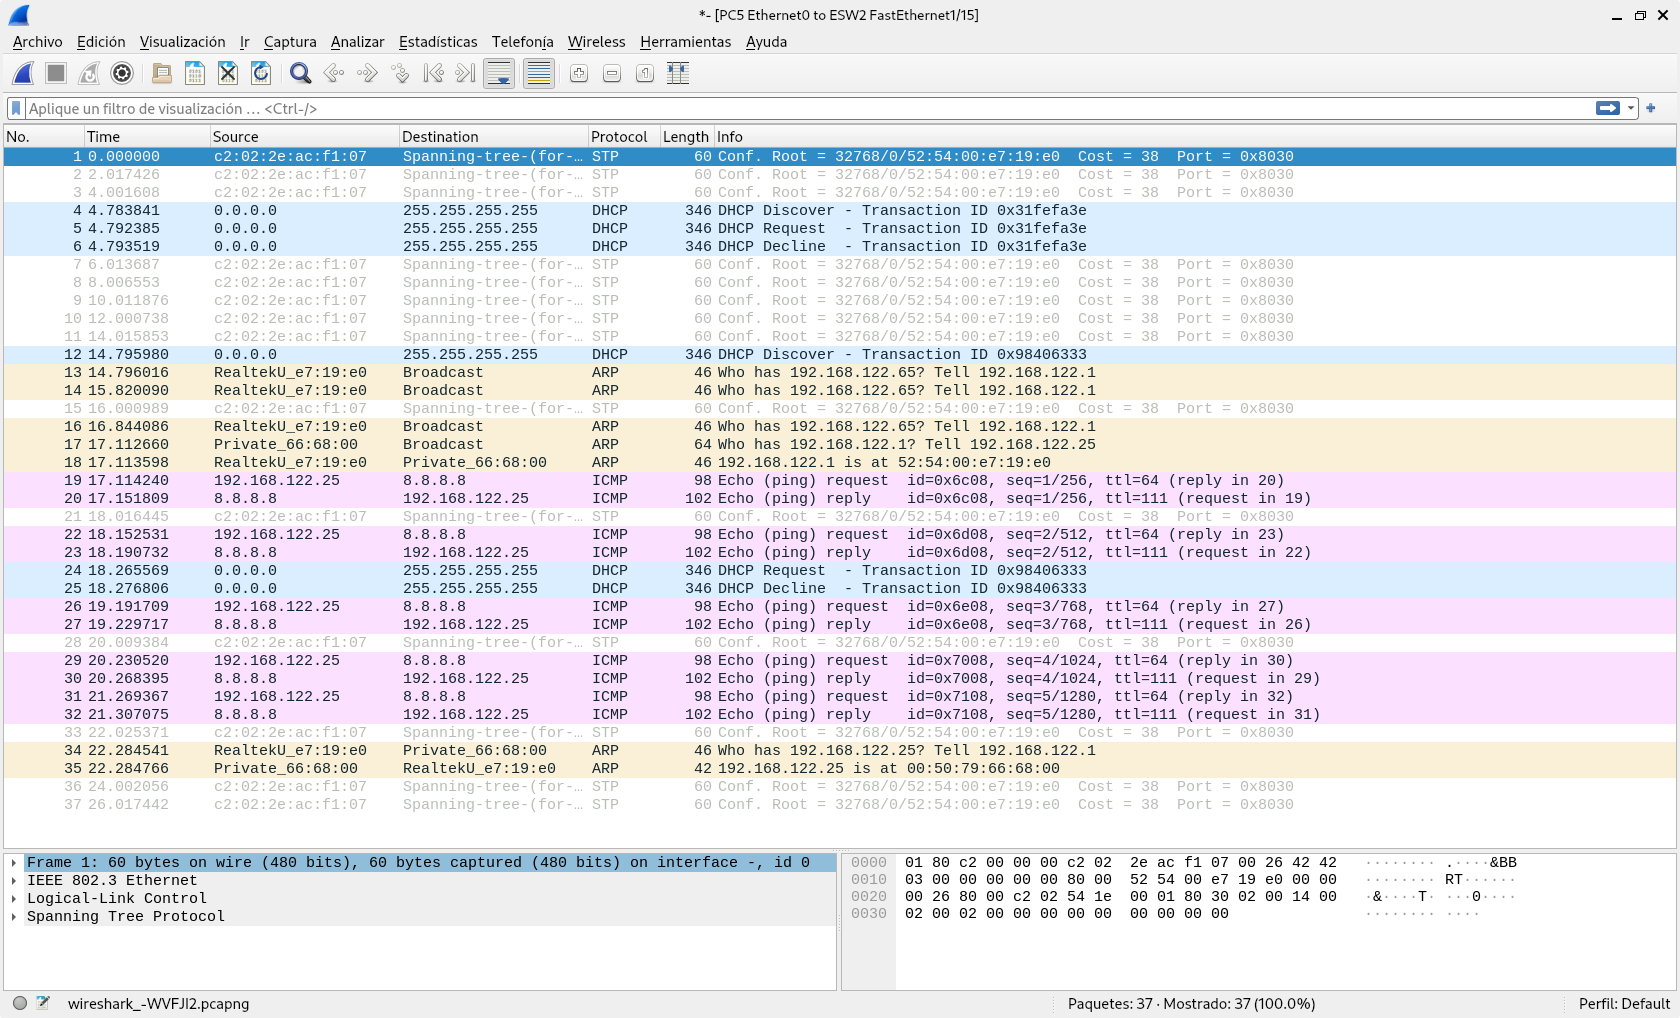 *- [PC5 Ethernet0 to ESW2 FastEthernet1/15]
Archivo Edición Visualización Ir Captura Analizar Estadísticas Telefonía Wireless Herramientas Ayuda
Aplique un filtro de visualización … <Ctrl-/>
No. Time Source Destination Protocol Length Info
1 0.000000 c2:02:2e:ac:f1:07 Spanning-tree-(for-… STP 60 Conf. Root = 32768/0/52:54:00:e7:19:e0 Cost = 38 Port = 0x8030
2 2.017426 c2:02:2e:ac:f1:07 Spanning-tree-(for-… STP 60 Conf. Root = 32768/0/52:54:00:e7:19:e0 Cost = 38 Port = 0x8030
3 4.001608 c2:02:2e:ac:f1:07 Spanning-tree-(for-… STP 60 Conf. Root = 32768/0/52:54:00:e7:19:e0 Cost = 38 Port = 0x8030
4 4.783841 0.0.0.0 255.255.255.255 DHCP 346 DHCP Discover - Transaction ID 0x31fefa3e
5 4.792385 0.0.0.0 255.255.255.255 DHCP 346 DHCP Request - Transaction ID 0x31fefa3e
6 4.793519 0.0.0.0 255.255.255.255 DHCP 346 DHCP Decline - Transaction ID 0x31fefa3e
7 6.013687 c2:02:2e:ac:f1:07 Spanning-tree-(for-… STP 60 Conf. Root = 32768/0/52:54:00:e7:19:e0 Cost = 38 Port = 0x8030
8 8.006553 c2:02:2e:ac:f1:07 Spanning-tree-(for-… STP 60 Conf. Root = 32768/0/52:54:00:e7:19:e0 Cost = 38 Port = 0x8030
9 10.011876 c2:02:2e:ac:f1:07 Spanning-tree-(for-… STP 60 Conf. Root = 32768/0/52:54:00:e7:19:e0 Cost = 38 Port = 0x8030
10 12.000738 c2:02:2e:ac:f1:07 Spanning-tree-(for-… STP 60 Conf. Root = 32768/0/52:54:00:e7:19:e0 Cost = 38 Port = 0x8030
11 14.015853 c2:02:2e:ac:f1:07 Spanning-tree-(for-… STP 60 Conf. Root = 32768/0/52:54:00:e7:19:e0 Cost = 38 Port = 0x8030
12 14.795980 0.0.0.0 255.255.255.255 DHCP 346 DHCP Discover - Transaction ID 0x98406333
13 14.796016 RealtekU_e7:19:e0 Broadcast ARP 46 Who has 192.168.122.65? Tell 192.168.122.1
14 15.820090 RealtekU_e7:19:e0 Broadcast ARP 46 Who has 192.168.122.65? Tell 192.168.122.1
15 16.000989 c2:02:2e:ac:f1:07 Spanning-tree-(for-… STP 60 Conf. Root = 32768/0/52:54:00:e7:19:e0 Cost = 38 Port = 0x8030
16 16.844086 RealtekU_e7:19:e0 Broadcast ARP 46 Who has 192.168.122.65? Tell 192.168.122.1
17 17.112660 Private_66:68:00 Broadcast ARP 64 Who has 192.168.122.1? Tell 192.168.122.25
18 17.113598 RealtekU_e7:19:e0 Private_66:68:00 ARP 46 192.168.122.1 is at 52:54:00:e7:19:e0
19 17.114240 192.168.122.25 8.8.8.8 ICMP 98 Echo (ping) request id=0x6c08, seq=1/256, ttl=64 (reply in 20)
20 17.151809 8.8.8.8 192.168.122.25 ICMP 102 Echo (ping) reply id=0x6c08, seq=1/256, ttl=111 (request in 19)
21 18.016445 c2:02:2e:ac:f1:07 Spanning-tree-(for-… STP 60 Conf. Root = 32768/0/52:54:00:e7:19:e0 Cost = 38 Port = 0x8030
22 18.152531 192.168.122.25 8.8.8.8 ICMP 98 Echo (ping) request id=0x6d08, seq=2/512, ttl=64 (reply in 23)
23 18.190732 8.8.8.8 192.168.122.25 ICMP 102 Echo (ping) reply id=0x6d08, seq=2/512, ttl=111 (request in 22)
24 18.265569 0.0.0.0 255.255.255.255 DHCP 346 DHCP Request - Transaction ID 0x98406333
25 18.276806 0.0.0.0 255.255.255.255 DHCP 346 DHCP Decline - Transaction ID 0x98406333
26 19.191709 192.168.122.25 8.8.8.8 ICMP 98 Echo (ping) request id=0x6e08, seq=3/768, ttl=64 (reply in 27)
27 19.229717 8.8.8.8 192.168.122.25 ICMP 102 Echo (ping) reply id=0x6e08, seq=3/768, ttl=111 (request in 26)
28 20.009384 c2:02:2e:ac:f1:07 Spanning-tree-(for-… STP 60 Conf. Root = 32768/0/52:54:00:e7:19:e0 Cost = 38 Port = 0x8030
29 20.230520 192.168.122.25 8.8.8.8 ICMP 98 Echo (ping) request id=0x7008, seq=4/1024, ttl=64 (reply in 30)
30 20.268395 8.8.8.8 192.168.122.25 ICMP 102 Echo (ping) reply id=0x7008, seq=4/1024, ttl=111 (request in 29)
31 21.269367 192.168.122.25 8.8.8.8 ICMP 98 Echo (ping) request id=0x7108, seq=5/1280, ttl=64 (reply in 32)
32 21.307075 8.8.8.8 192.168.122.25 ICMP 102 Echo (ping) reply id=0x7108, seq=5/1280, ttl=111 (request in 31)
33 22.025371 c2:02:2e:ac:f1:07 Spanning-tree-(for-… STP 60 Conf. Root = 32768/0/52:54:00:e7:19:e0 Cost = 38 Port = 0x8030
34 22.284541 RealtekU_e7:19:e0 Private_66:68:00 ARP 46 Who has 192.168.122.25? Tell 192.168.122.1
35 22.284766 Private_66:68:00 RealtekU_e7:19:e0 ARP 42 192.168.122.25 is at 00:50:79:66:68:00
36 24.002056 c2:02:2e:ac:f1:07 Spanning-tree-(for-… STP 60 Conf. Root = 32768/0/52:54:00:e7:19:e0 Cost = 38 Port = 0x8030
37 26.017442 c2:02:2e:ac:f1:07 Spanning-tree-(for-… STP 60 Conf. Root = 32768/0/52:54:00:e7:19:e0 Cost = 38 Port = 0x8030
Frame 1: 60 bytes on wire (480 bits), 60 bytes captured (480 bits) on interface -, id 0
IEEE 802.3 Ethernet
Logical-Link Control
Spanning Tree Protocol
0000 01 80 c2 00 00 00 c2 02 2e ac f1 07 00 26 42 42 ········ .····&BB
0010 03 00 00 00 00 00 80 00 52 54 00 e7 19 e0 00 00 ········ RT······
0020 00 26 80 00 c2 02 54 1e 00 01 80 30 02 00 14 00 ·&····T· ···0····
0030 02 00 02 00 00 00 00 00 00 00 00 00 ········ ····
wireshark_-WVFJI2.pcapng
Paquetes: 37 · Mostrado: 37 (100.0%)
Perfil: Default